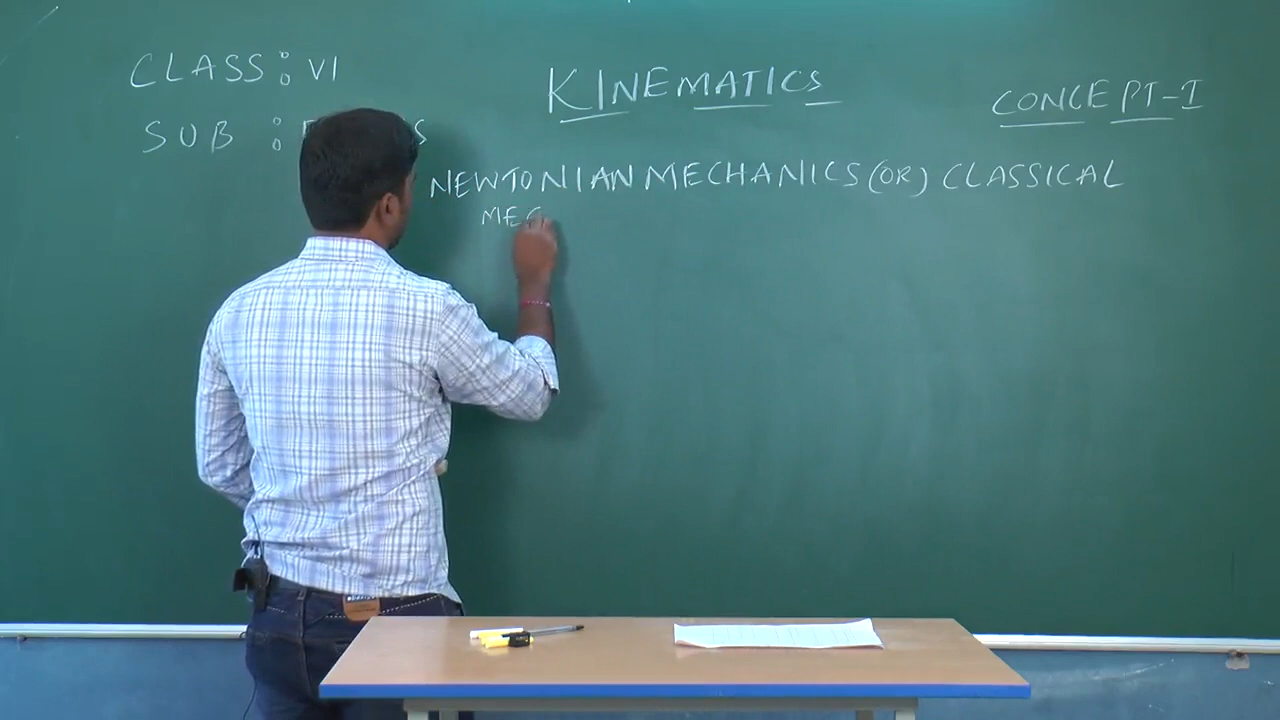 CLASS : VI
KINEMATICS
CONCEPT-I
SUB :
NEWTONIAN MECHANICS (OR) CLASSICAL